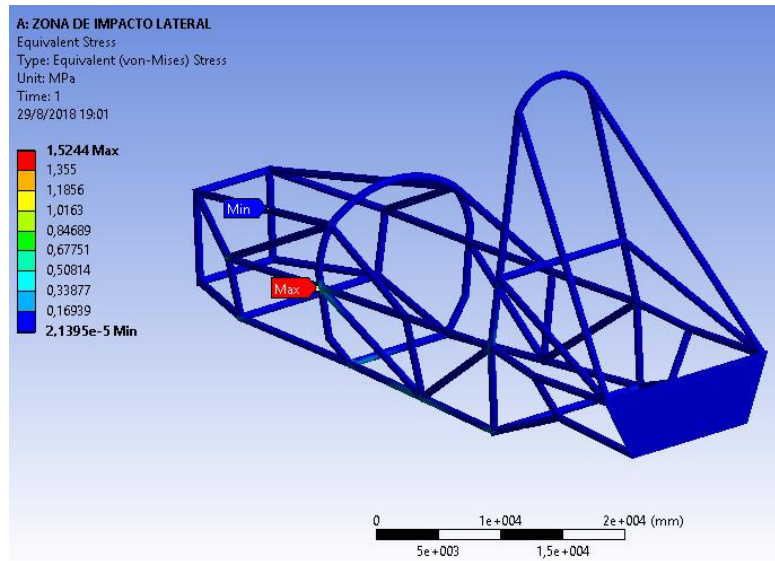 A: ZONA DE IMPACTO LATERAL
Equivalent Stress
Type: Equivalent (von-Mises) Stress
Unit: MPa
Time: 1
29/8/2018 19:01
1,5244 Max
1,355
1,1856
1,0163
0,84689
0,67751
0,50814
0,33877
0,16939
2,1395e-5 Min
Min
Max
0 1e+004 2e+004 (mm)
5e+003 1,5e+004